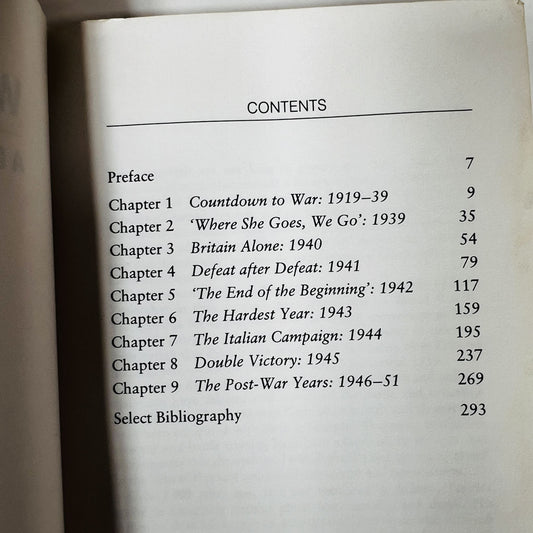 CONTENTS
Preface 7
Chapter 1 Countdown to War: 1919–39 9
Chapter 2 ‘Where She Goes, We Go’: 1939 35
Chapter 3 Britain Alone: 1940 54
Chapter 4 Defeat after Defeat: 1941 79
Chapter 5 ‘The End of the Beginning’: 1942 117
Chapter 6 The Hardest Year: 1943 159
Chapter 7 The Italian Campaign: 1944 195
Chapter 8 Double Victory: 1945 237
Chapter 9 The Post-War Years: 1946–51 269
Select Bibliography 293